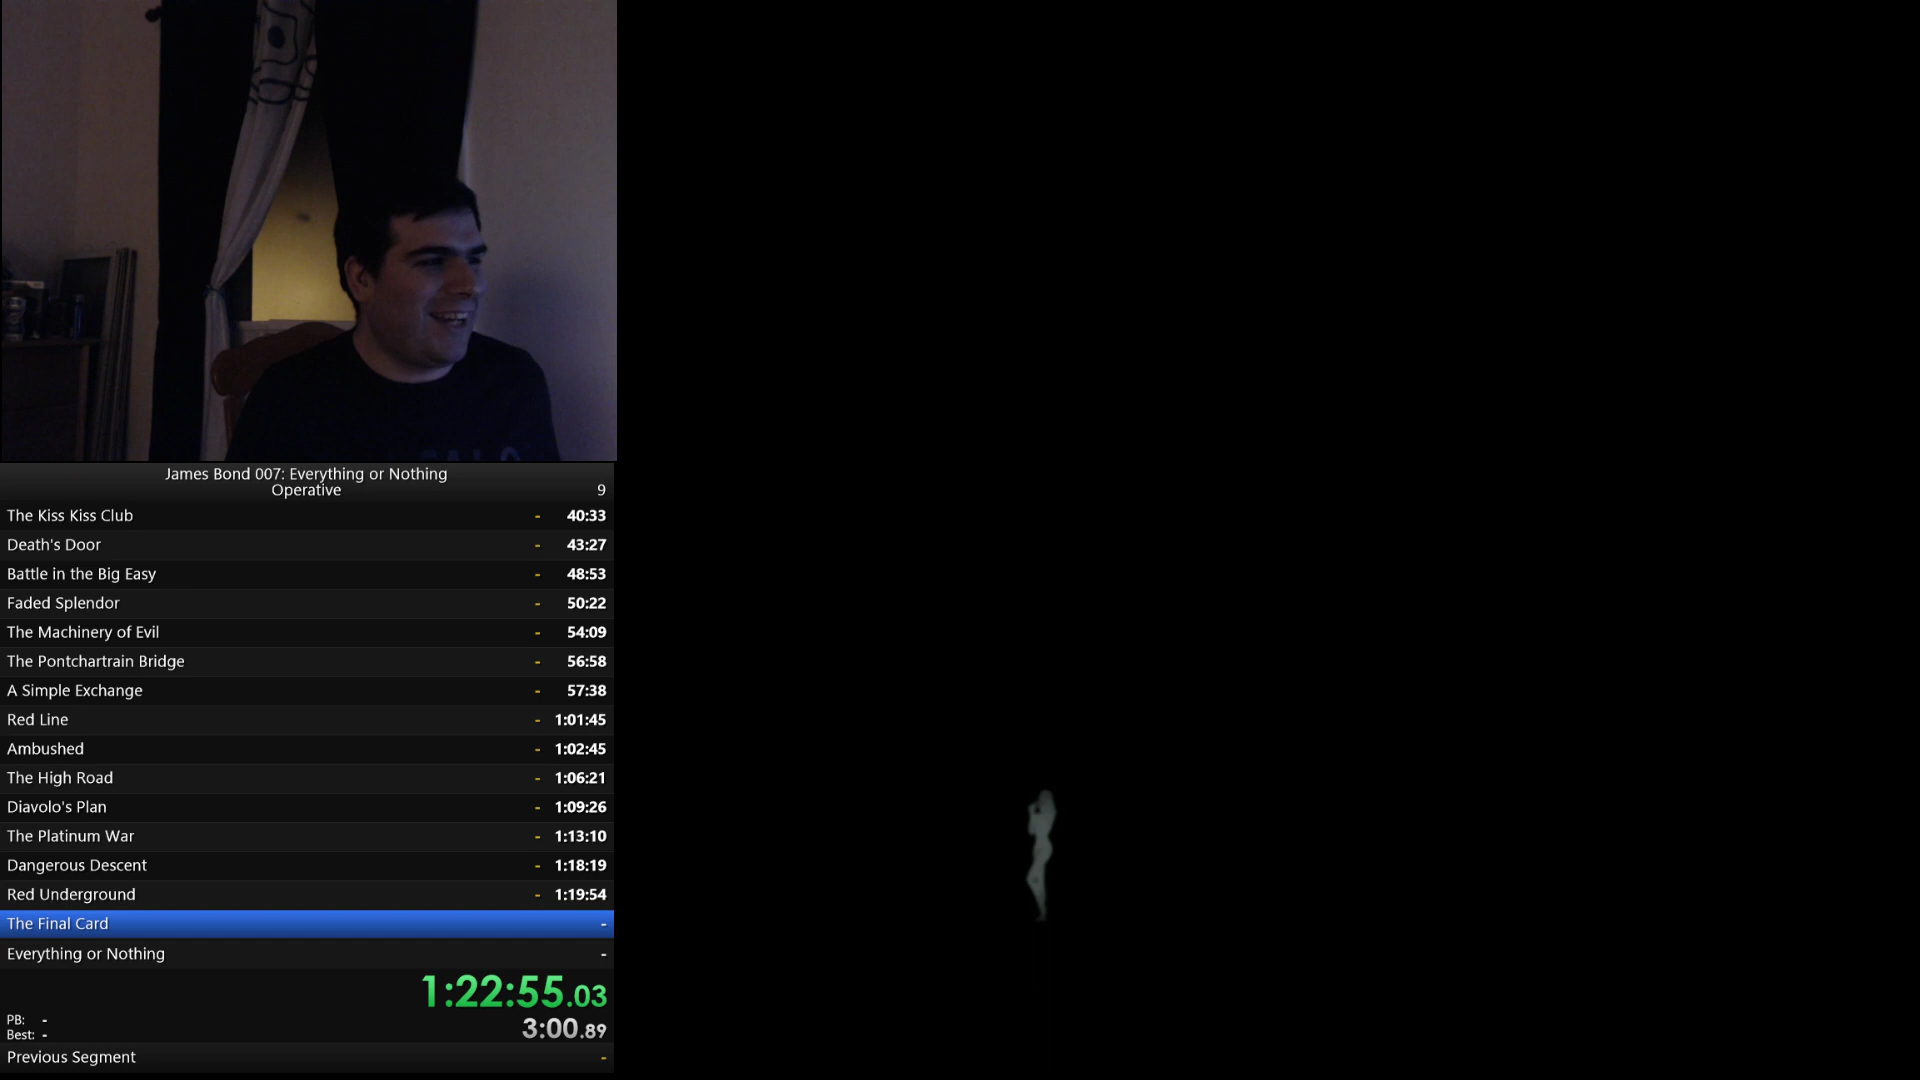 James Bond 007: Everything or Nothing
Operative 9
The Kiss Kiss Club - 40:33
Death's Door - 43:27
Battle in the Big Easy - 48:53
Faded Splendor - 50:22
The Machinery of Evil - 54:09
The Pontchartrain Bridge - 56:58
A Simple Exchange - 57:38
Red Line - 1:01:45
Ambushed - 1:02:45
The High Road - 1:06:21
Diavolo's Plan - 1:09:26
The Platinum War - 1:13:10
Dangerous Descent - 1:18:19
Red Underground - 1:19:54
The Final Card -
Everything or Nothing -
1:22:55.03
PB: -
Best: - 3:00.89
Previous Segment -